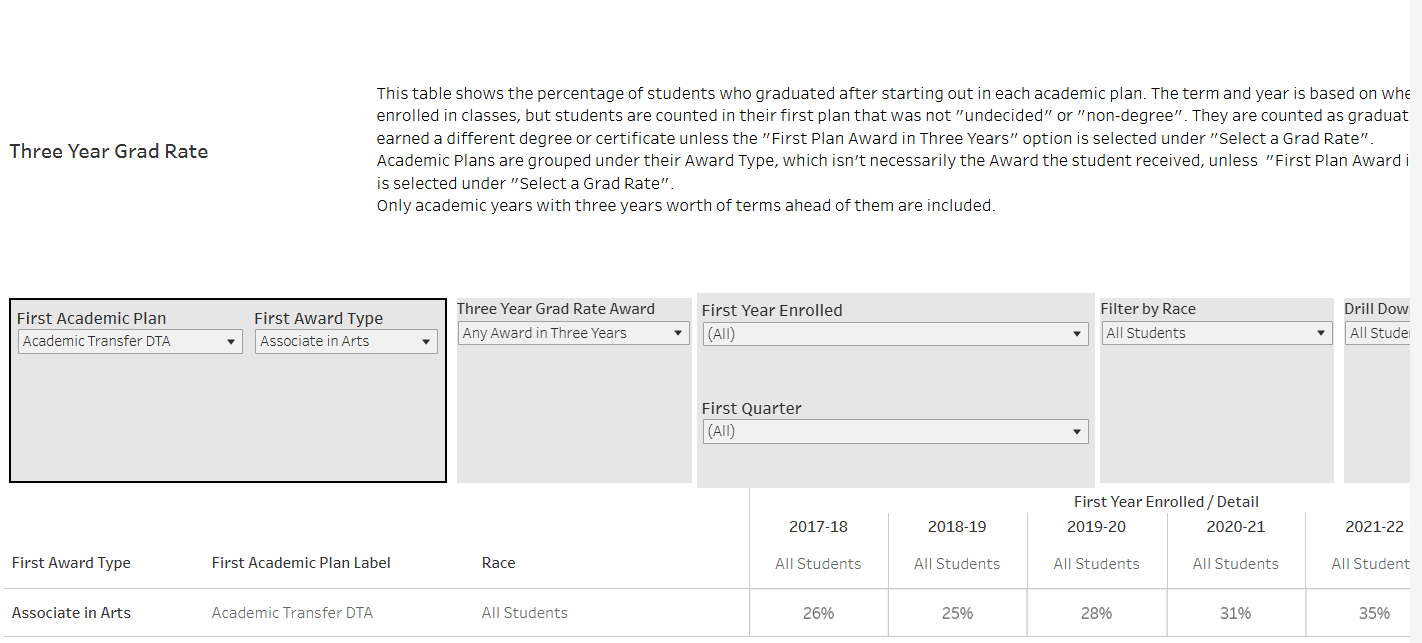 This table shows the percentage of students who graduated after starting out in each academic plan. The term and year is based on
enrolled in classes, but students are counted in their first plan that was not "undecided" or "non-degree". They are counted as
Three Year Grad Rate
earned a different degree or certificate unless the "First Plan Award in Three Years" option is selected under "Select a Grad Rate".
Academic Plans are grouped under their Award Type, which isn't necessarily the Award the student received, unless "First Plan Award
is selected under "Select a Grad Rate".
Only academic years with three years worth of terms ahead of them are included.
First Academic Plan First Award Type Three Year Grad Rate Award First Year Enrolled Filter by Race Drill
Academic Transfer DTA Associate in Arts Any Award in Three Years (All) All Students All
First Quarter
(All)
First Year Enrolled / Detail
2017-18 2018-19 2019-20 2020-21 2021-22
First Award Type First Academic Plan Label Race All Students All Students All Students All Students All
Associate in Arts Academic Transfer DTA All Students 26% 25% 28% 31% 35%